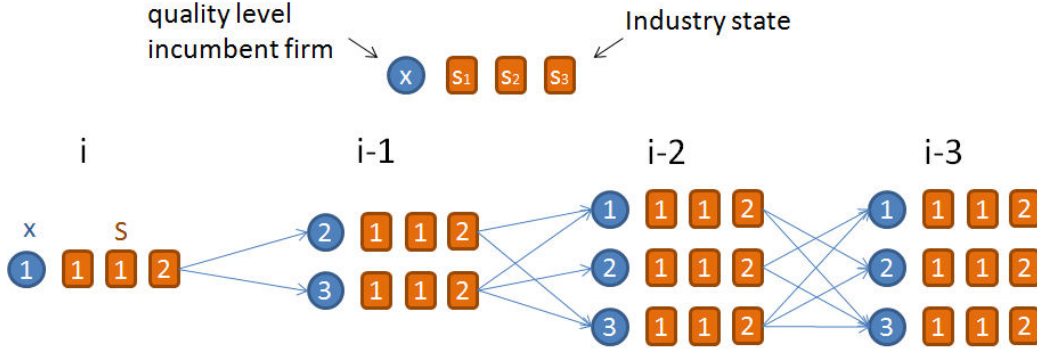 quality level
incumbent firm
Industry state
x s1 s2 s3
i i-1 i-2 i-3
x S
1 1 1 2
2 1 1 2
3 1 1 2
1 1 1 2
2 1 1 2
3 1 1 2
1 1 1 2
2 1 1 2
3 1 1 2